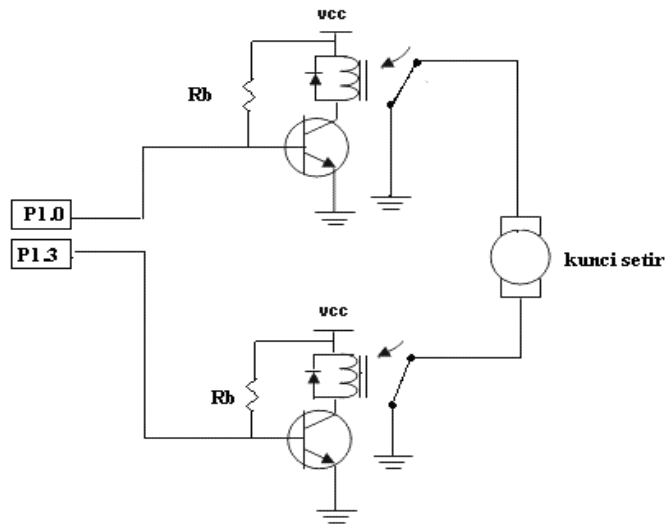 vcc
Rb
P1.0
P1.3
kunci setir
vcc
Rb